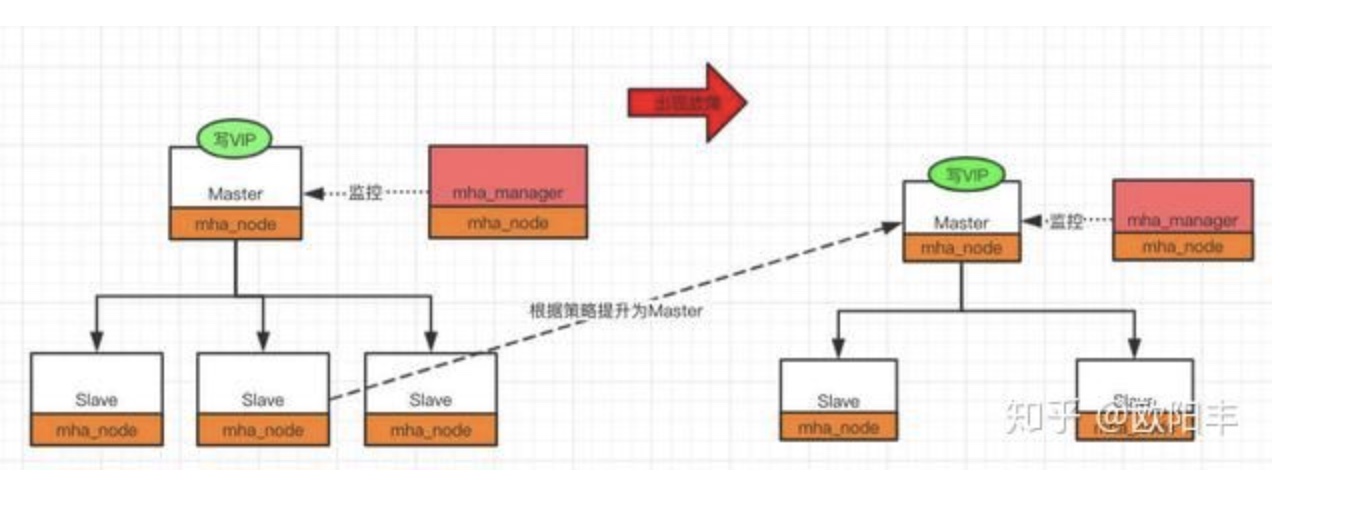 出现故障
写VIP
Master
mha_node
监控
mha_manager
mha_node
Slave
mha_node
Slave
mha_node
Slave
mha_node
根据策略提升为Master
写VIP
Master
mha_node
监控
mha_manager
mha_node
Slave
mha_node
Slave
mha_node
知乎 @欧阳丰